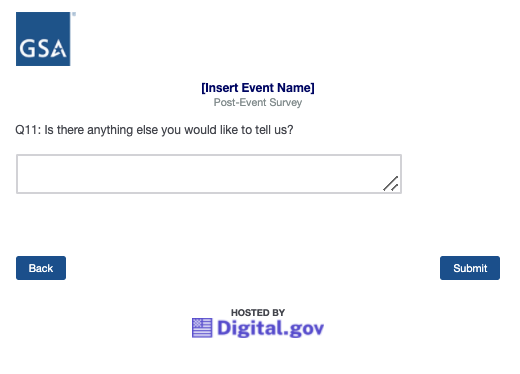 GSA
[Insert Event Name]
Post-Event Survey
Q11: Is there anything else you would like to tell us?
Back
Submit
HOSTED BY
Digital.gov